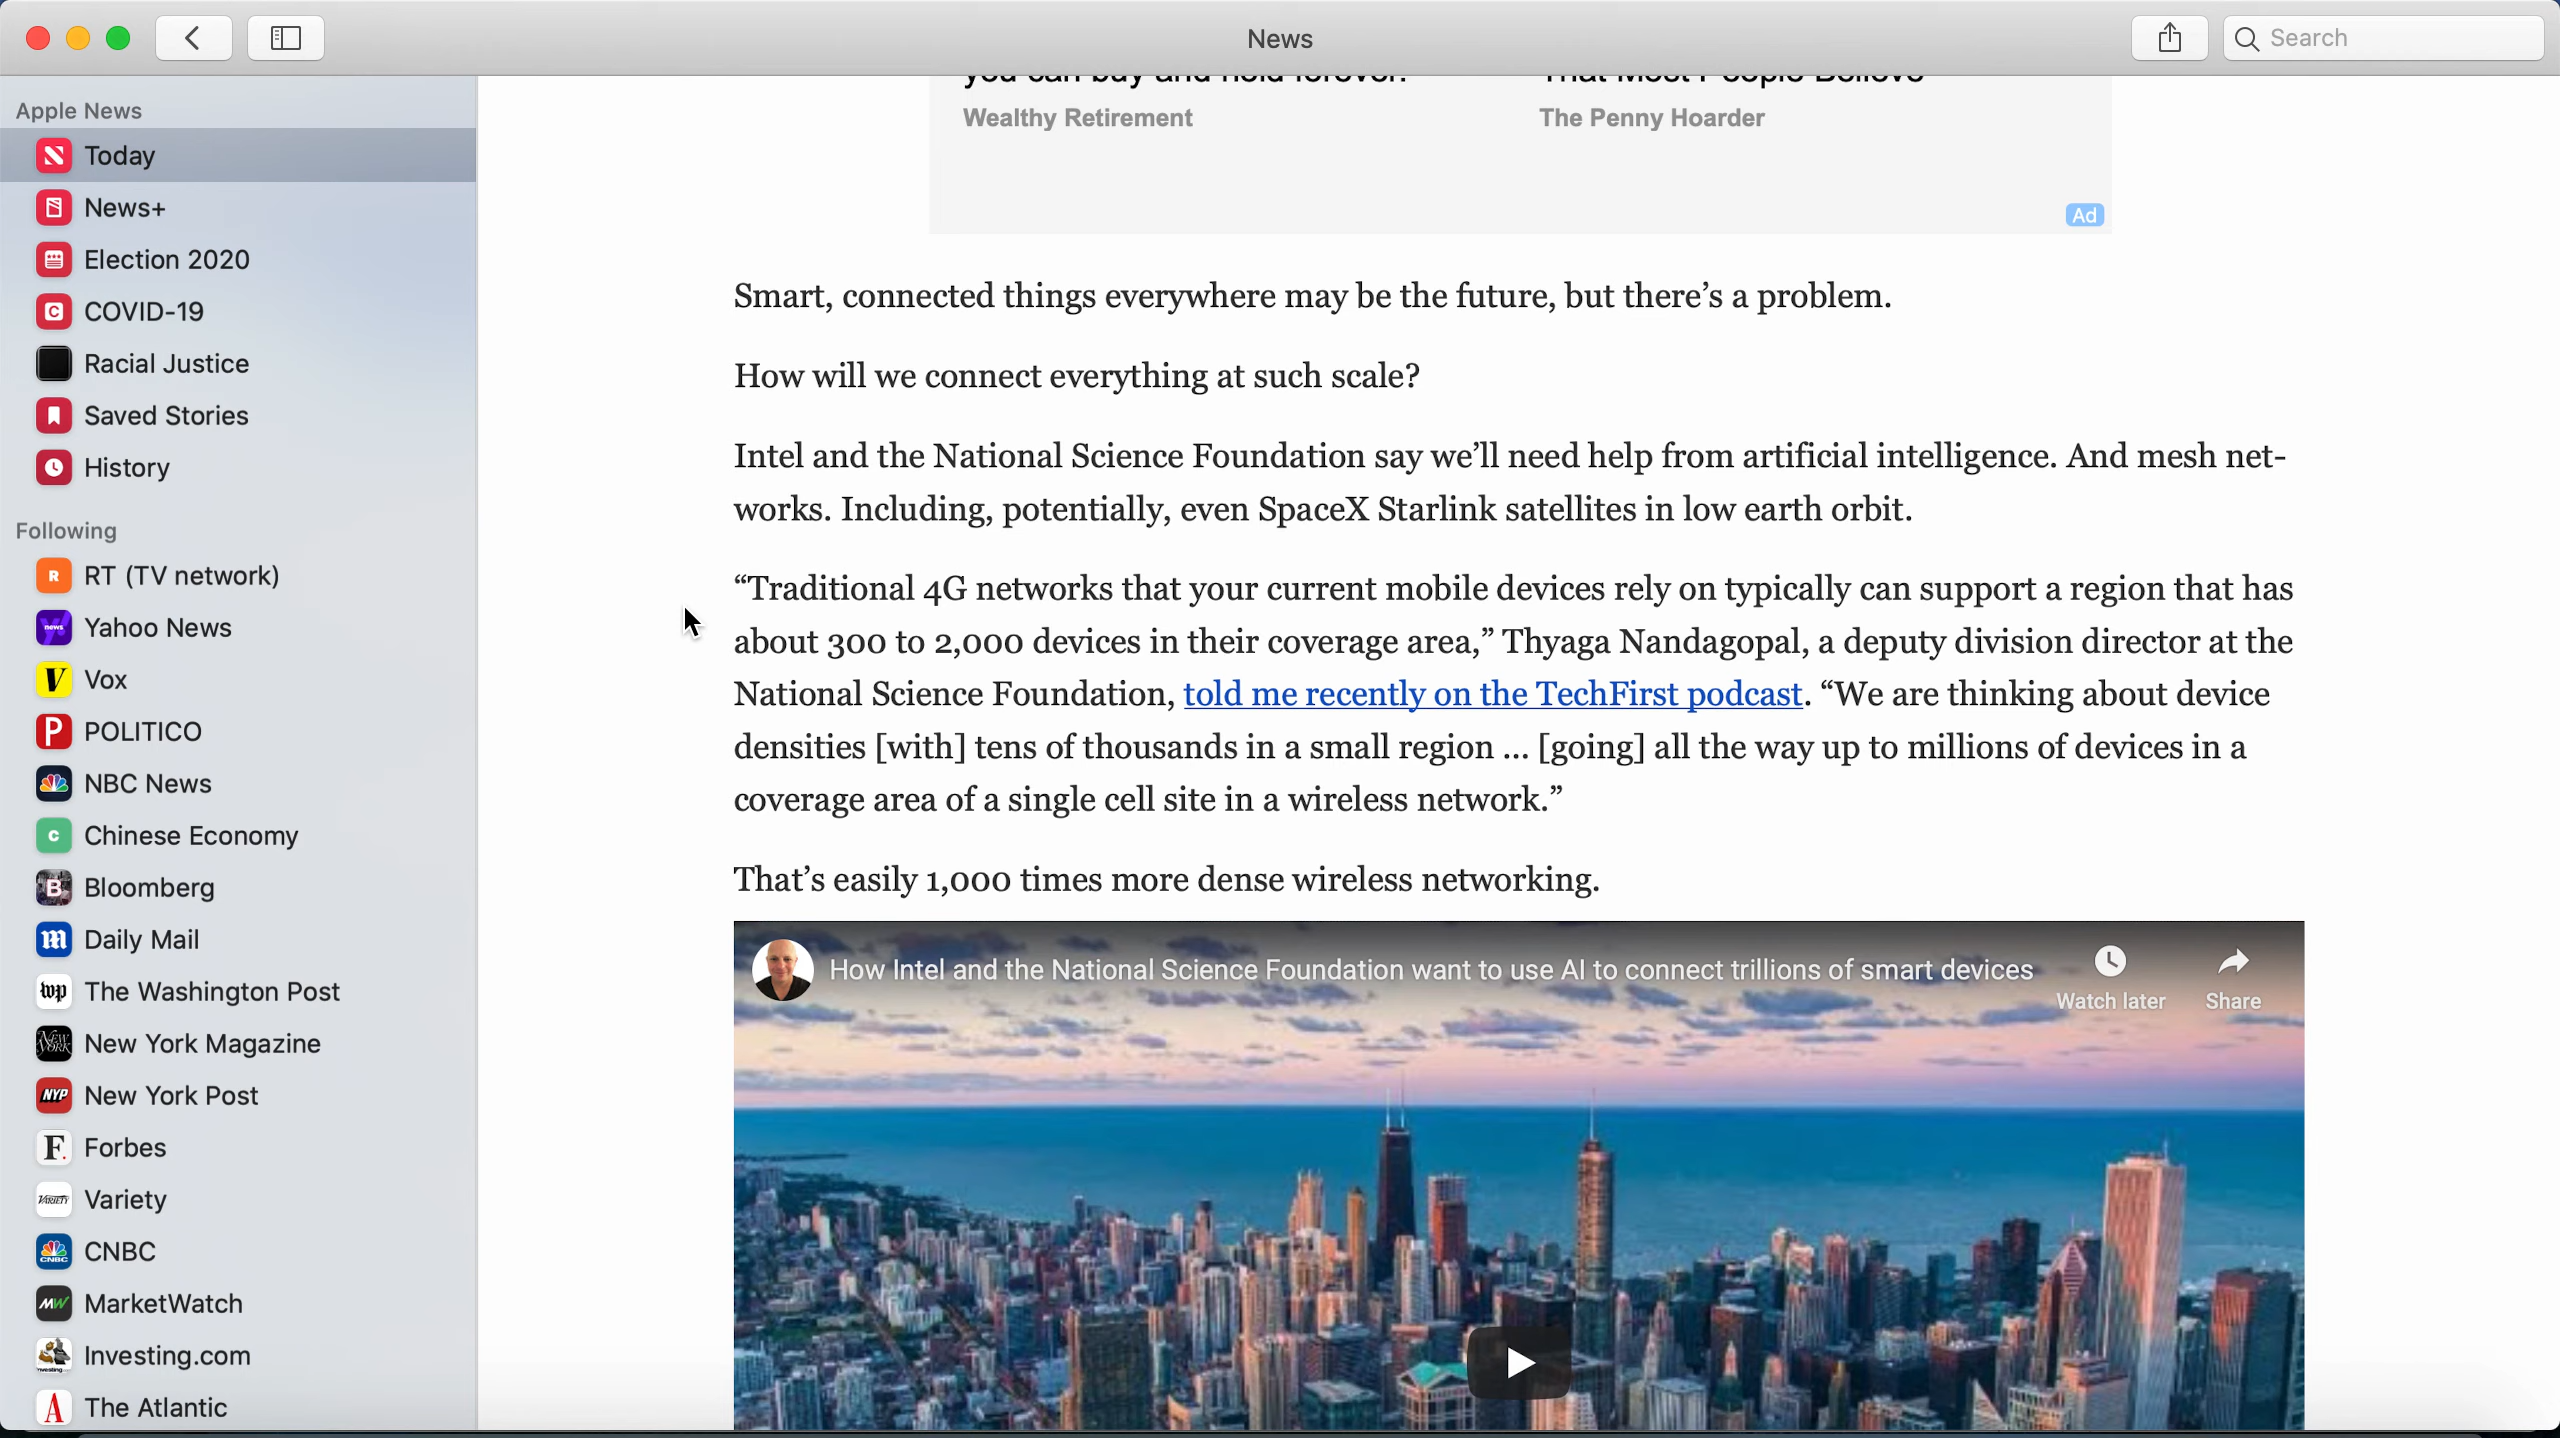 News
Search
Apple News
Today
News+
Election 2020
COVID-19
Racial Justice
Saved Stories
History
Following
RT (TV network)
Yahoo News
Vox
POLITICO
NBC News
Chinese Economy
Bloomberg
Daily Mail
The Washington Post
New York Magazine
New York Post
Forbes
Variety
CNBC
MarketWatch
Investing.com
The Atlantic
you can buy and hold forever.
Wealthy Retirement
That Most People Believe
The Penny Hoarder
Ad
Smart, connected things everywhere may be the future, but there’s a problem.
How will we connect everything at such scale?
Intel and the National Science Foundation say we’ll need help from artificial intelligence. And mesh net-
works. Including, potentially, even SpaceX Starlink satellites in low earth orbit.
“Traditional 4G networks that your current mobile devices rely on typically can support a region that has
about 300 to 2,000 devices in their coverage area,” Thyaga Nandagopal, a deputy division director at the
National Science Foundation, told me recently on the TechFirst podcast. “We are thinking about device
densities [with] tens of thousands in a small region ... [going] all the way up to millions of devices in a
coverage area of a single cell site in a wireless network.”
That’s easily 1,000 times more dense wireless networking.
How Intel and the National Science Foundation want to use AI to connect trillions of smart devices
Watch later
Share